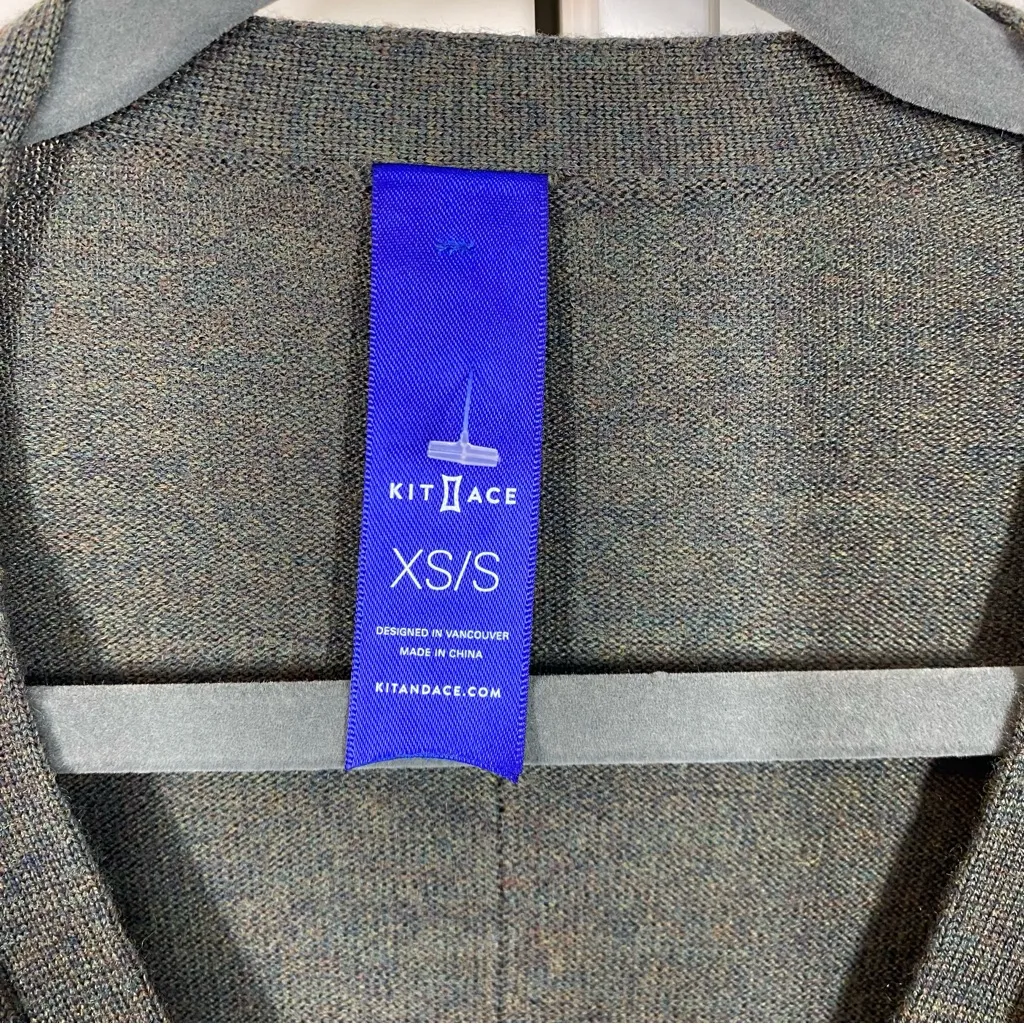 KIT ACE
XS/S
DESIGNED IN VANCOUVER
MADE IN CHINA
KITANDACE.COM